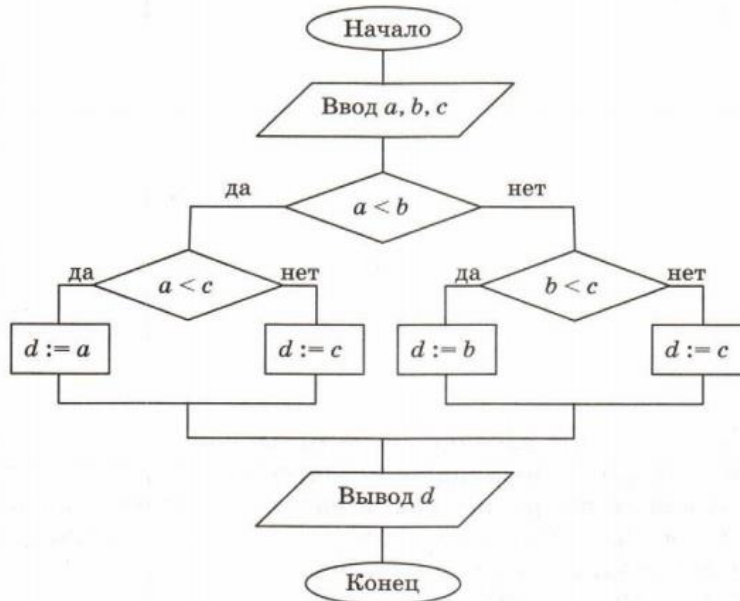 Начало
Ввод a, b, c
да
a < b
нет
да
a < c
нет
да
b < c
нет
d := a
d := c
d := b
d := c
Вывод d
Конец